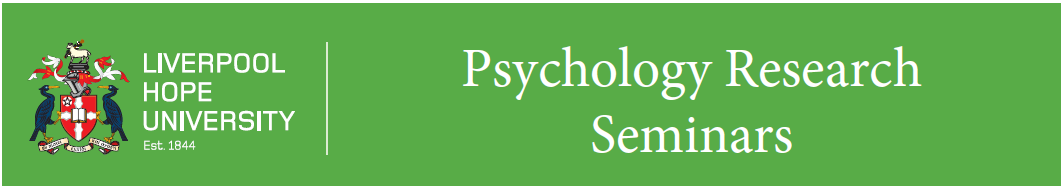 LIVERPOOL
HOPE
UNIVERSITY
Est. 1844
Psychology Research
Seminars